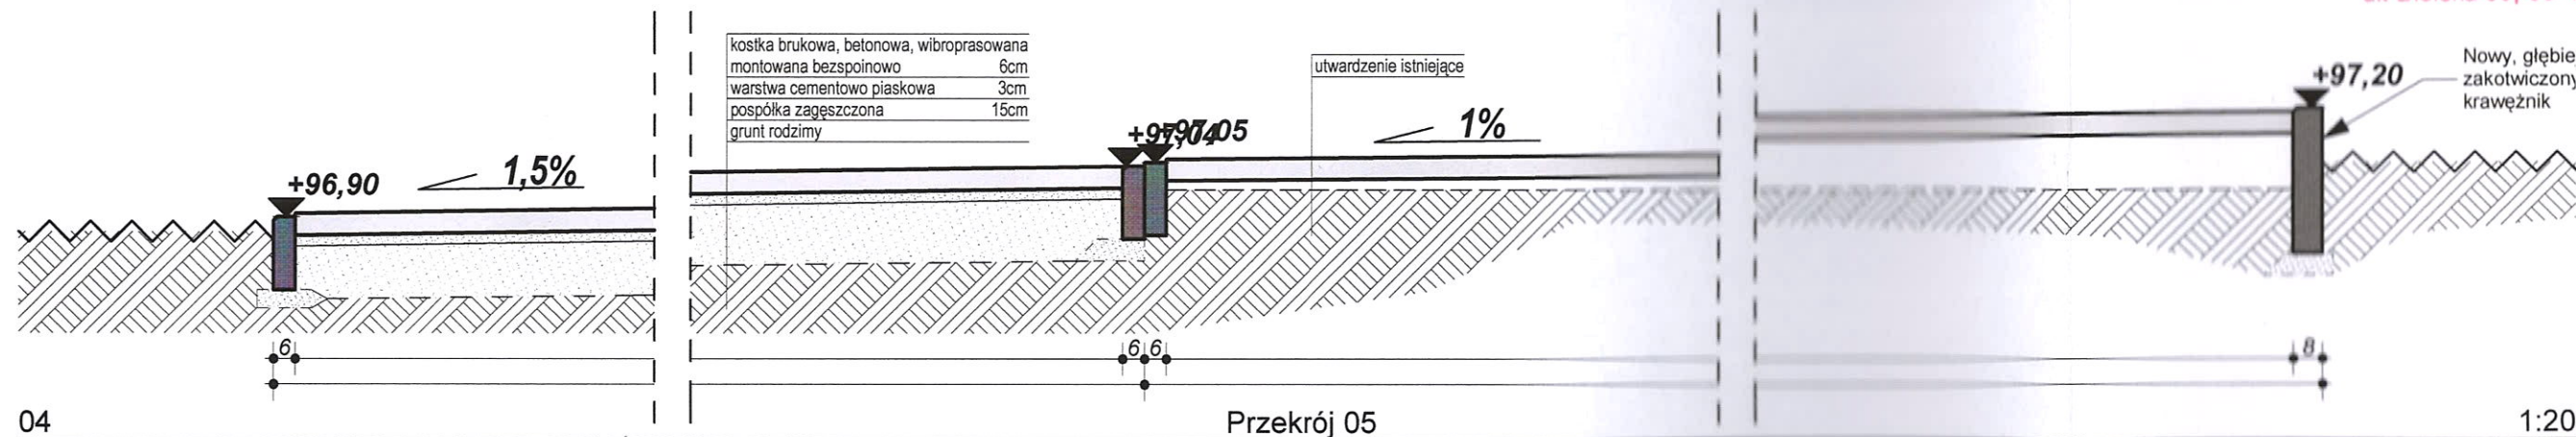 kostka brukowa, betonowa, wibroprasowana
montowana bezspoinowo 6cm
warstwa cementowo piaskowa 3cm
pospółka zagęszczona 15cm
grunt rodzimy
utwardzenie istniejące
Nowy, głębie
zakotwiczony
krawężnik
+97,20
+97,04
+97,05
1%
1,5%
+96,90
6
6
6
8
04
Przekrój 05
1:20